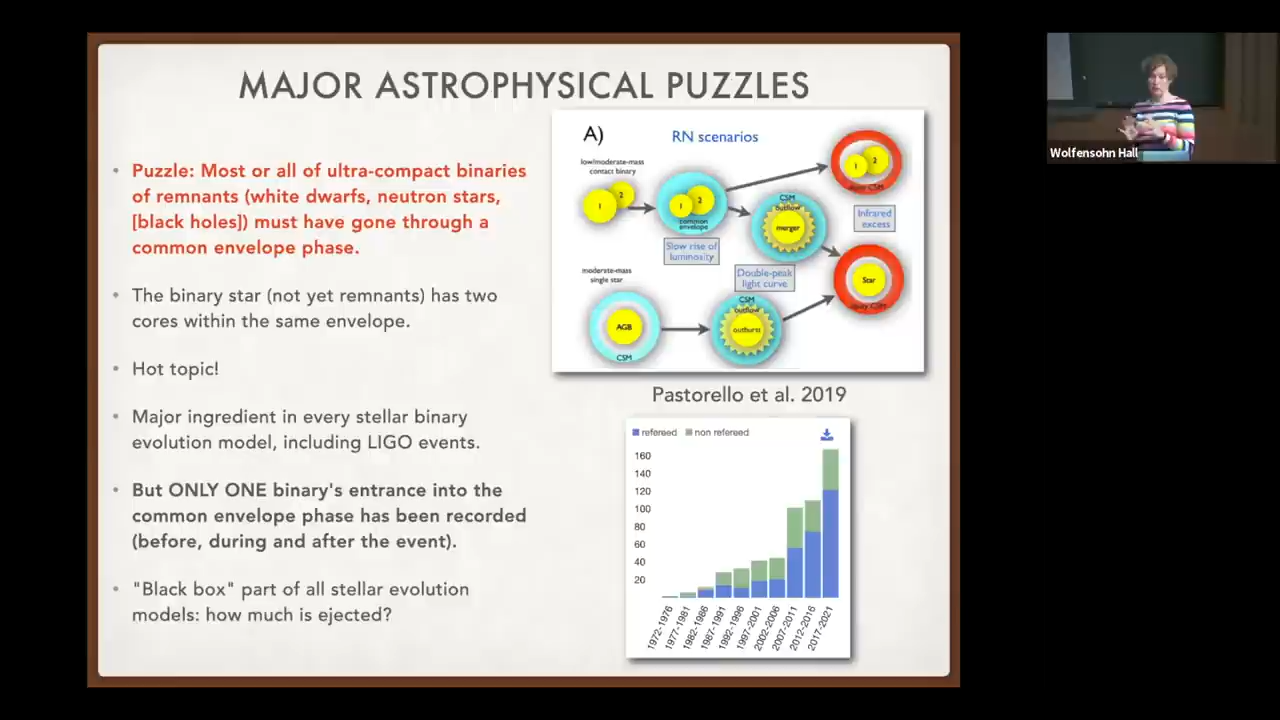 MAJOR ASTROPHYSICAL PUZZLES
• Puzzle: Most or all of ultra-compact binaries
of remnants (white dwarfs, neutron stars,
[black holes]) must have gone through a
common envelope phase.
• The binary star (not yet remnants) has two
cores within the same envelope.
• Hot topic!
• Major ingredient in every stellar binary
evolution model, including LIGO events.
• But ONLY ONE binary's entrance into the
common envelope phase has been recorded
(before, during and after the event).
• "Black box" part of all stellar evolution
models: how much is ejected?
A)
RN scenarios
low/moderate-mass
contact binary
1
2
1
2
common
envelope
Slow rise of
luminosity
CSM
outflow
merger
Double-peak
light curve
1
2
CSM
Infrared
excess
moderate-mass
single star
AGB
CSM
CSM
outflow
outburst
Star
CSM
Pastorello et al. 2019
refereed
non refereed
160
140
120
100
80
60
40
20
1972-1976
1977-1981
1982-1986
1987-1991
1992-1996
1997-2001
2002-2006
2007-2011
2012-2016
2017-2021
Wolfensohn Hall